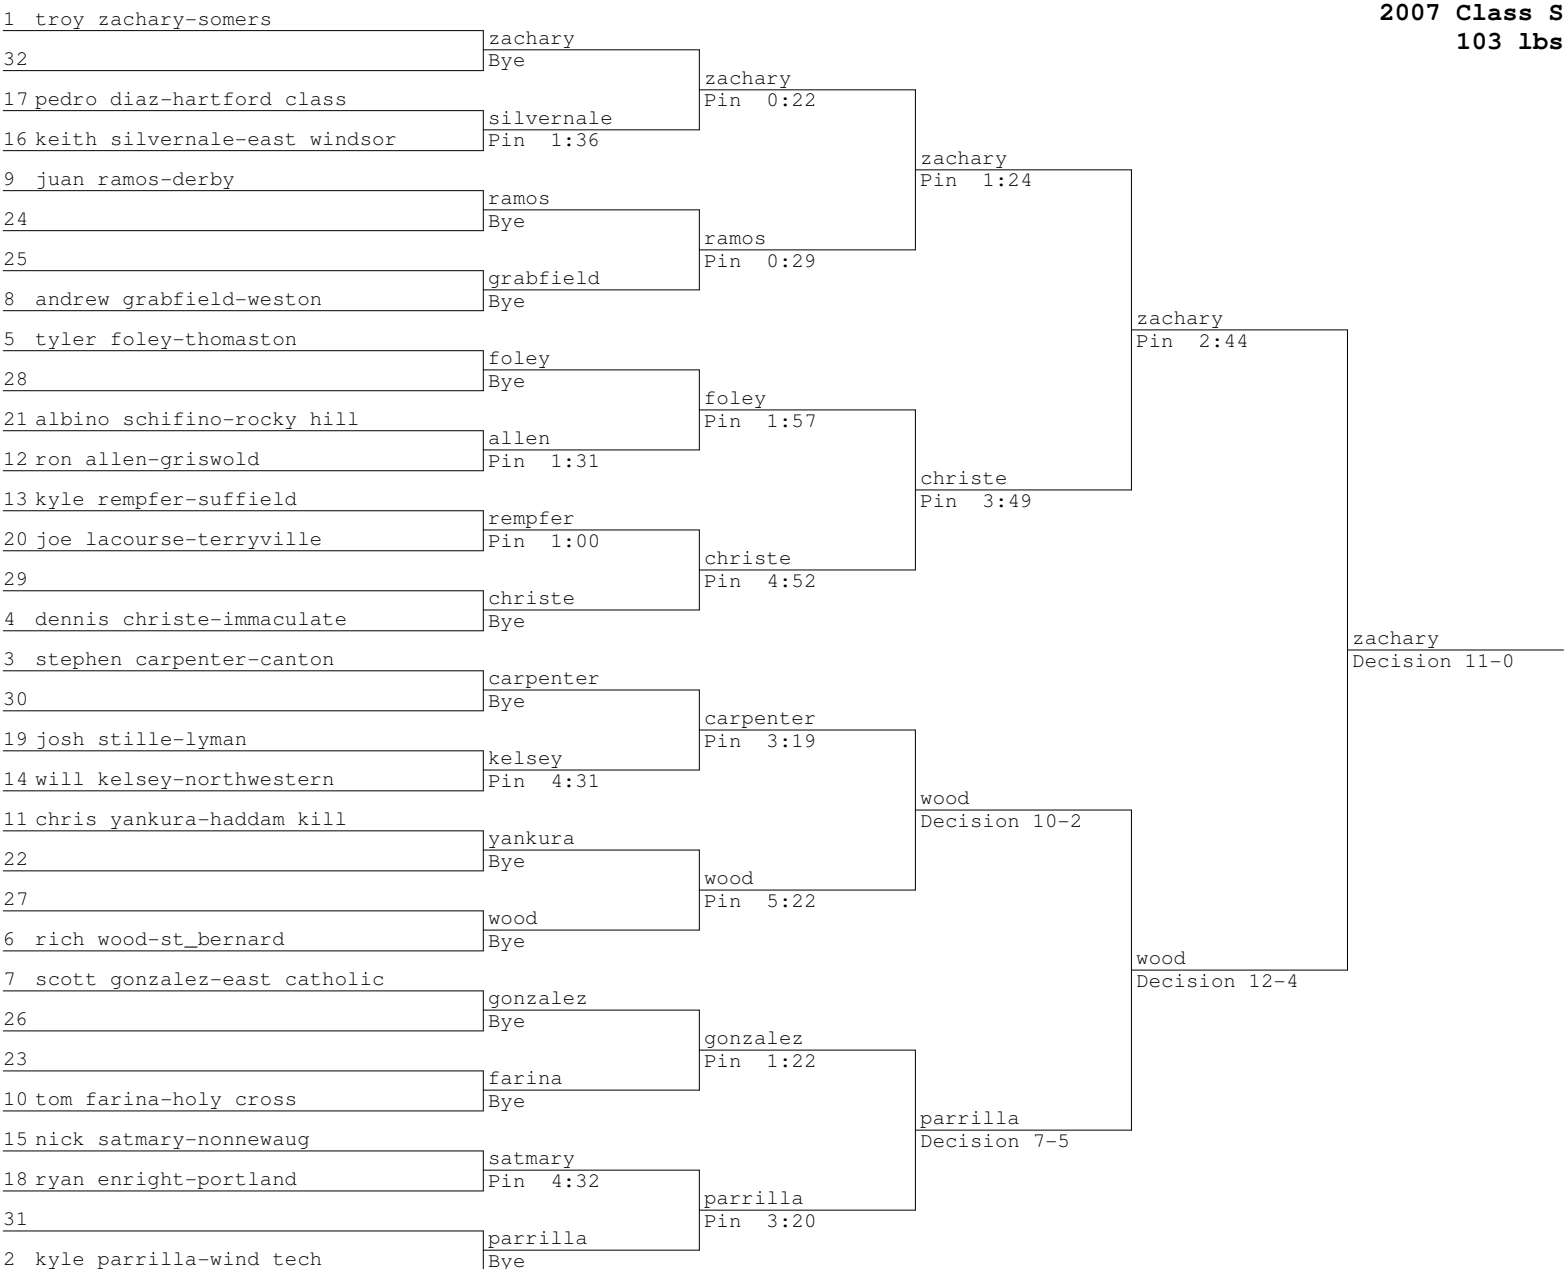 2007 Class S
103 lbs
1 troy zachary-somers
32
17 pedro diaz-hartford class
16 keith silvernale-east windsor
9 juan ramos-derby
24
25
8 andrew grabfield-weston
5 tyler foley-thomaston
28
21 albino schifino-rocky hill
12 ron allen-griswold
13 kyle rempfer-suffield
20 joe lacourse-terryville
29
4 dennis christe-immaculate
3 stephen carpenter-canton
30
19 josh stille-lyman
14 will kelsey-northwestern
11 chris yankura-haddam kill
22
27
6 rich wood-st_bernard
7 scott gonzalez-east catholic
26
23
10 tom farina-holy cross
15 nick satmary-nonnewaug
18 ryan enright-portland
31
2 kyle parrilla-wind tech
zachary
Bye
silvernale
Pin 1:36
ramos
Bye
grabfield
Bye
foley
Bye
allen
Pin 1:31
rempfer
Pin 1:00
christe
Bye
carpenter
Bye
kelsey
Pin 4:31
yankura
Bye
wood
Bye
gonzalez
Bye
farina
Bye
satmary
Pin 4:32
parrilla
Bye
zachary
Pin 0:22
ramos
Pin 0:29
foley
Pin 1:57
christe
Pin 4:52
carpenter
Pin 3:19
wood
Pin 5:22
gonzalez
Pin 1:22
parrilla
Pin 3:20
zachary
Pin 1:24
christe
Pin 3:49
wood
Decision 10-2
parrilla
Decision 7-5
zachary
Pin 2:44
wood
Decision 12-4
zachary
Decision 11-0